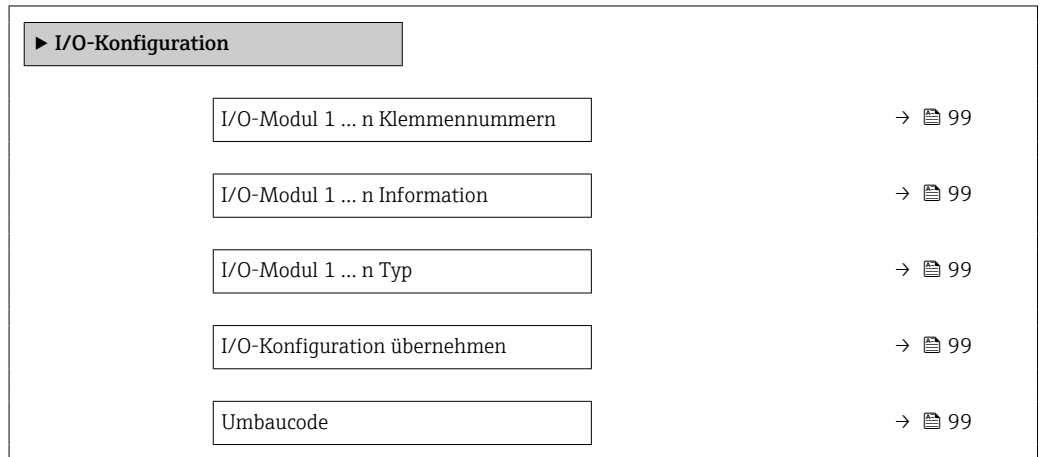 ► I/O-Konfiguration
I/O-Modul 1 … n Klemmennummern → 99
I/O-Modul 1 … n Information → 99
I/O-Modul 1 … n Typ → 99
I/O-Konfiguration übernehmen → 99
Umbaucode → 99